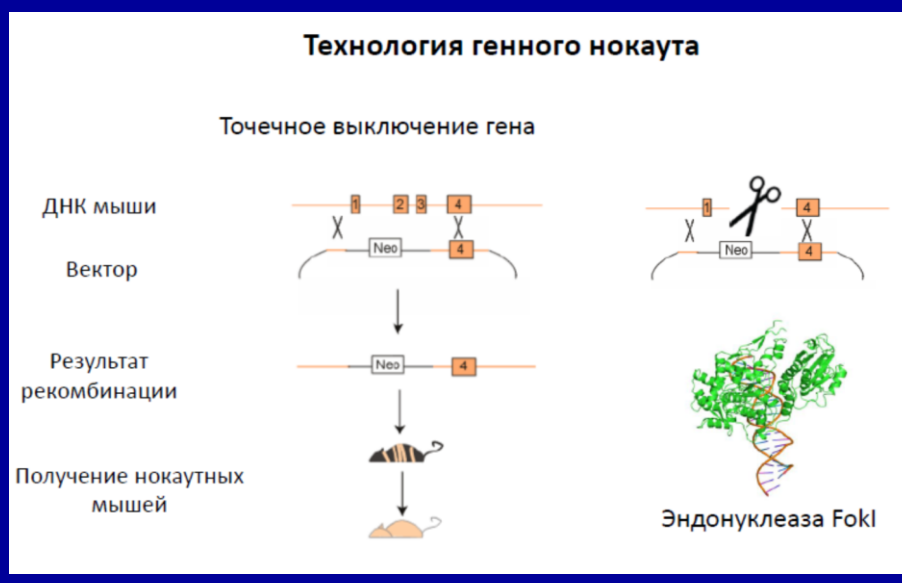 Технология генного нокаута
Точечное выключение гена
ДНК мыши
1 2 3 4
1 4
Вектор
Neo 4
Neo 4
Результат
рекомбинации
Neo 4
Получение нокаутных
мышей
Эндонуклеаза FokI